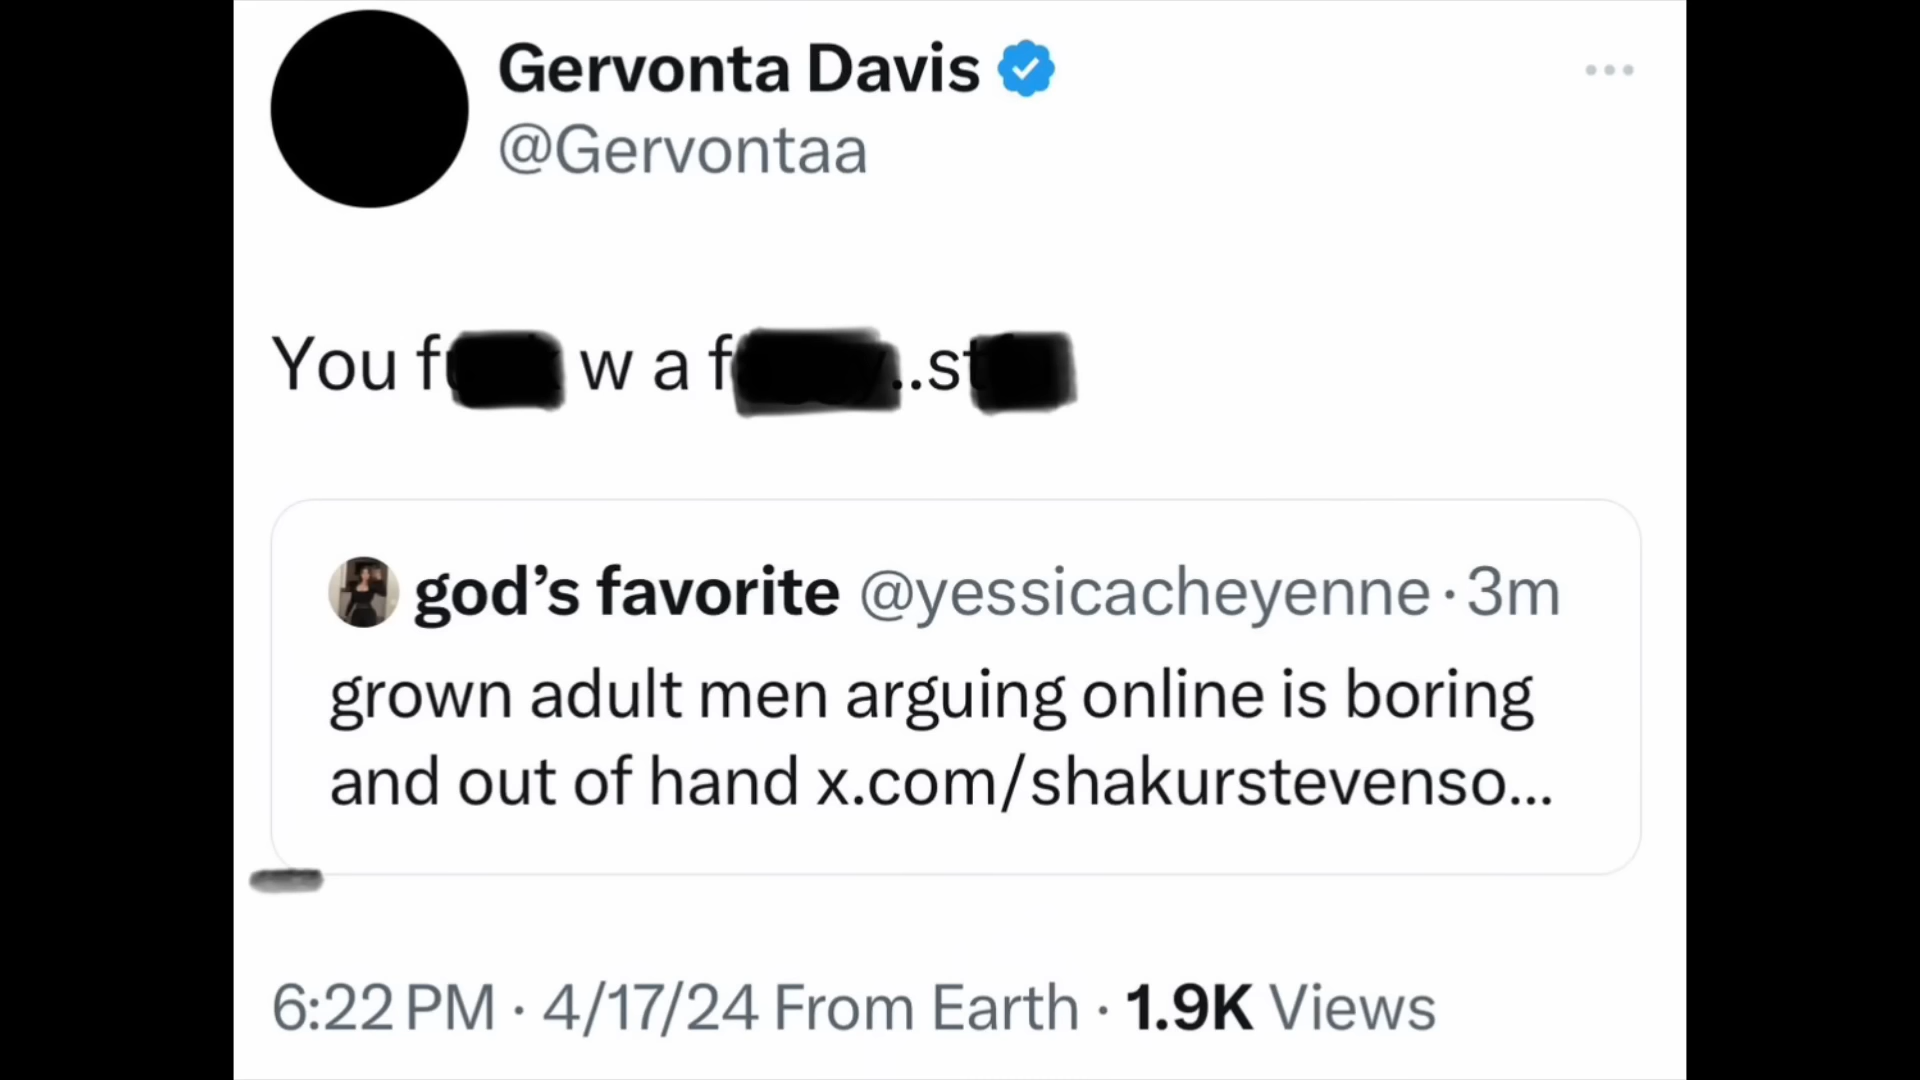 Gervonta Davis
@Gervontaa
You w a ..
god’s favorite @yessicacheyenne · 3m
grown adult men arguing online is boring
and out of hand x.com/shakurstevenso...
6:22 PM · 4/17/24 From Earth · 1.9K Views